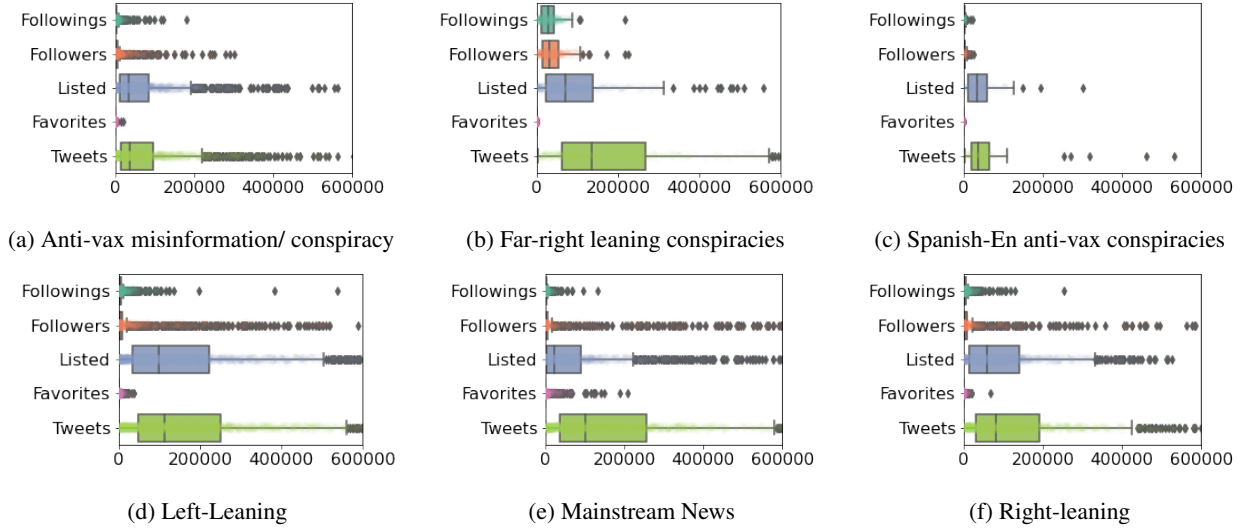 Followings
Followers
Listed
Favorites
Tweets
0 200000 400000 600000
(a) Anti-vax misinformation/ conspiracy
Followings
Followers
Listed
Favorites
Tweets
0 200000 400000 600000
(b) Far-right leaning conspiracies
Followings
Followers
Listed
Favorites
Tweets
0 200000 400000 600000
(c) Spanish-En anti-vax conspiracies
Followings
Followers
Listed
Favorites
Tweets
0 200000 400000 600000
(d) Left-Leaning
Followings
Followers
Listed
Favorites
Tweets
0 200000 400000 600000
(e) Mainstream News
Followings
Followers
Listed
Favorites
Tweets
0 200000 400000 600000
(f) Right-leaning